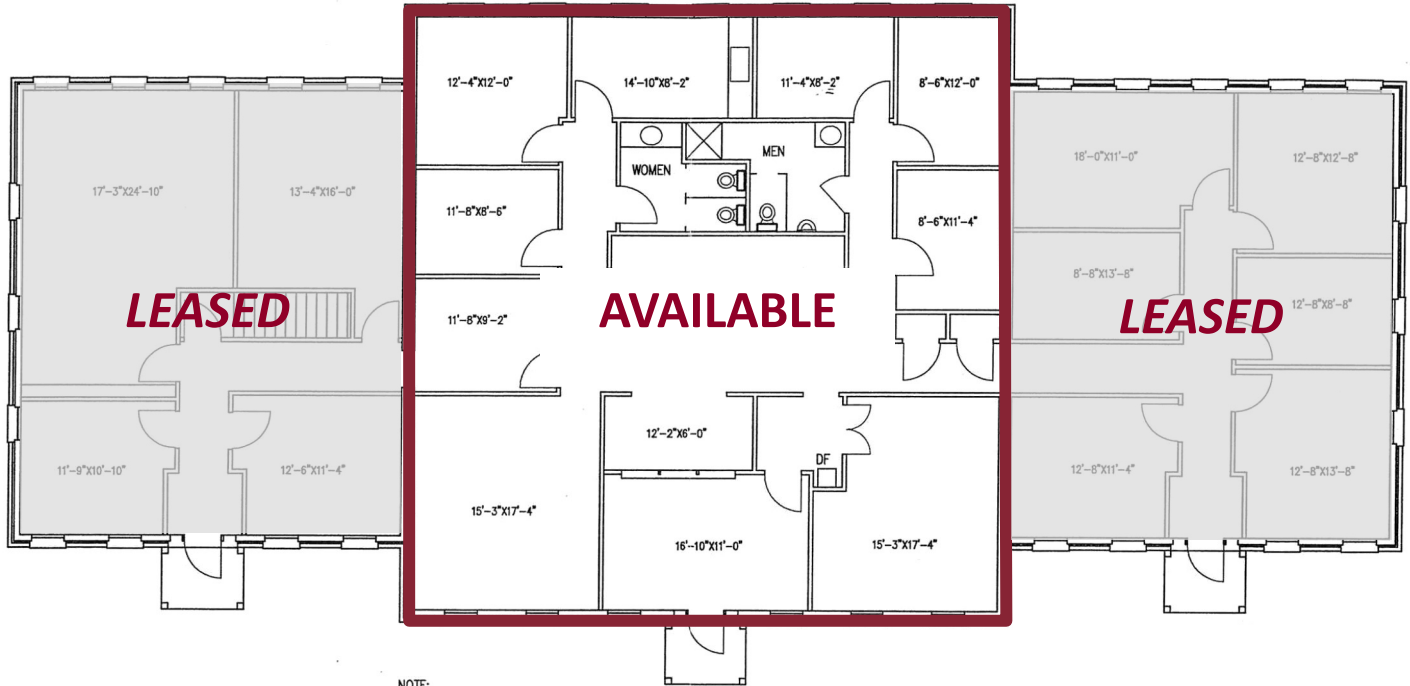 12'-4"X12'-0"
14'-10"X8'-2"
11'-4"X8'-2"
8'-6"X12'-0"
WOMEN
MEN
11'-8"X8'-6"
8'-6"X11'-4"
11'-8"X9'-2"
AVAILABLE
12'-2"X6'-0"
DF
15'-3"X17'-4"
16'-10"X11'-0"
15'-3"X17'-4"
17'-3"X24'-10"
13'-4"X16'-0"
LEASED
11'-9"X10'-10"
12'-6"X11'-4"
18'-0"X11'-0"
12'-8"X12'-8"
8'-8"X13'-8"
12'-8"X8'-8"
LEASED
12'-8"X11'-4"
12'-8"X13'-8"
NOTE: